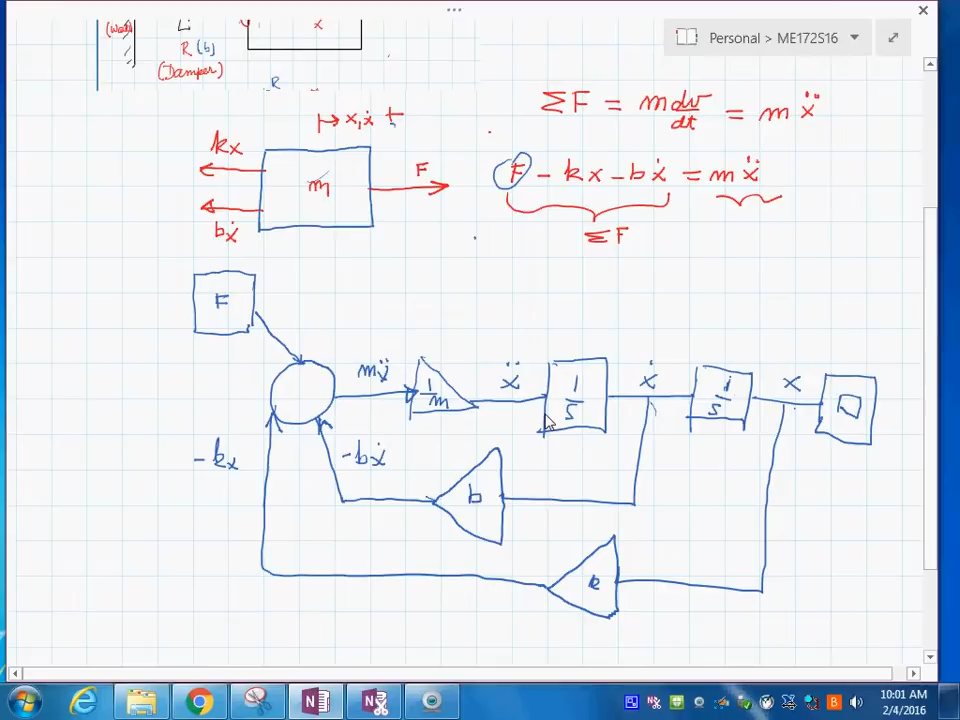 (wall)
R (b)
x
(Damper)
R
Personal > ME172S16
ΣF = m dv/dt = m ẍ
x, ẋ +
kx
F
m
bẋ
F - kx - bẋ = m ẍ
ΣF
F
mẍ
1/m
ẍ
1/s
ẋ
1/s
x
-kx
-bẋ
b
k
10:01 AM
2/4/2016